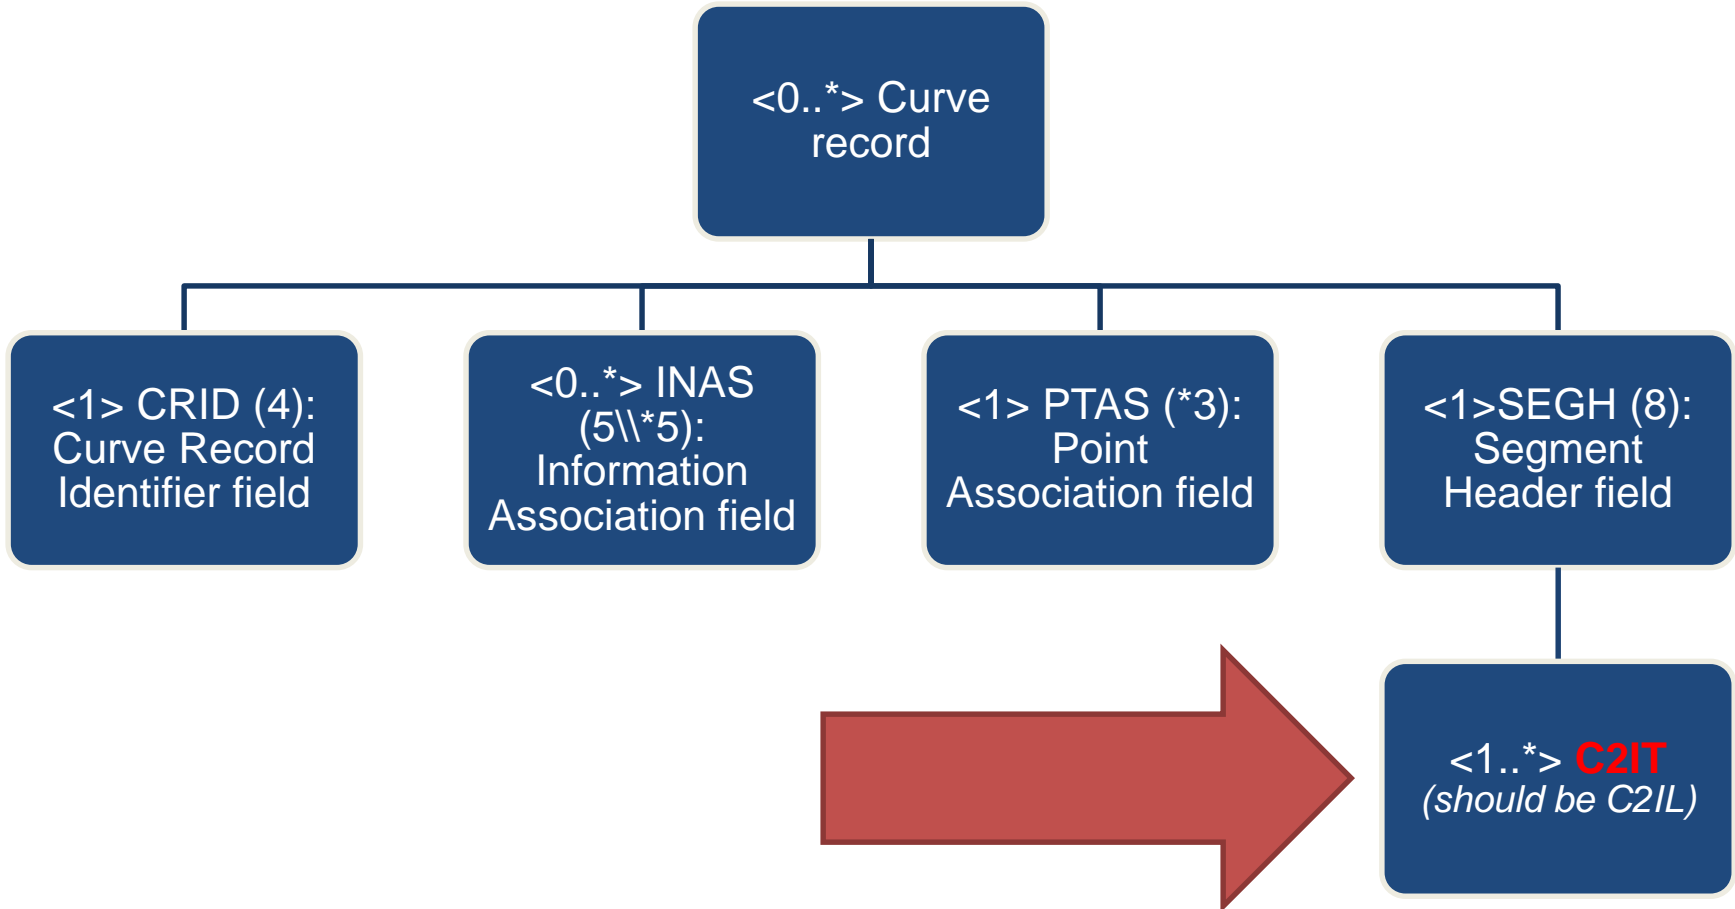 <0..*> Curve
record
<1> CRID (4):
Curve Record
Identifier field
<0..*> INAS
(5\\*5):
Information
Association field
<1> PTAS (*3):
Point
Association field
<1>SEGH (8):
Segment
Header field
<1..*> C2IT
(should be C2IL)